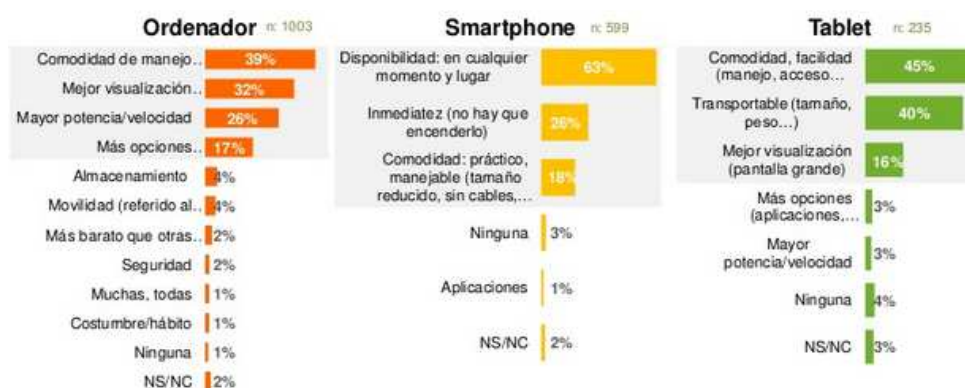 Ordenador n: 1003
Comodidad de manejo.. 39%
Mejor visualización.. 32%
Mayor potencia/velocidad 26%
Más opciones.. 17%
Almacenamiento 4%
Movilidad (referido al.. 4%
Más barato que otras.. 2%
Seguridad 2%
Muchas, todas 1%
Costumbre/hábito 1%
Ninguna 1%
NS/NC 2%
Smartphone n: 599
Disponibilidad: en cualquier
momento y lugar 63%
Inmediatez (no hay que
encenderlo) 26%
Comodidad: práctico,
manejable (tamaño 18%
reducido, sin cables,...
Ninguna 3%
Aplicaciones 1%
NS/NC 2%
Tablet n: 235
Comodidad, facilidad
(manejo, acceso... 45%
Transportable (tamaño,
peso...) 40%
Mejor visualización
(pantalla grande) 16%
Más opciones
(aplicaciones,... 3%
Mayor
potencia/velocidad 3%
Ninguna 4%
NS/NC 3%